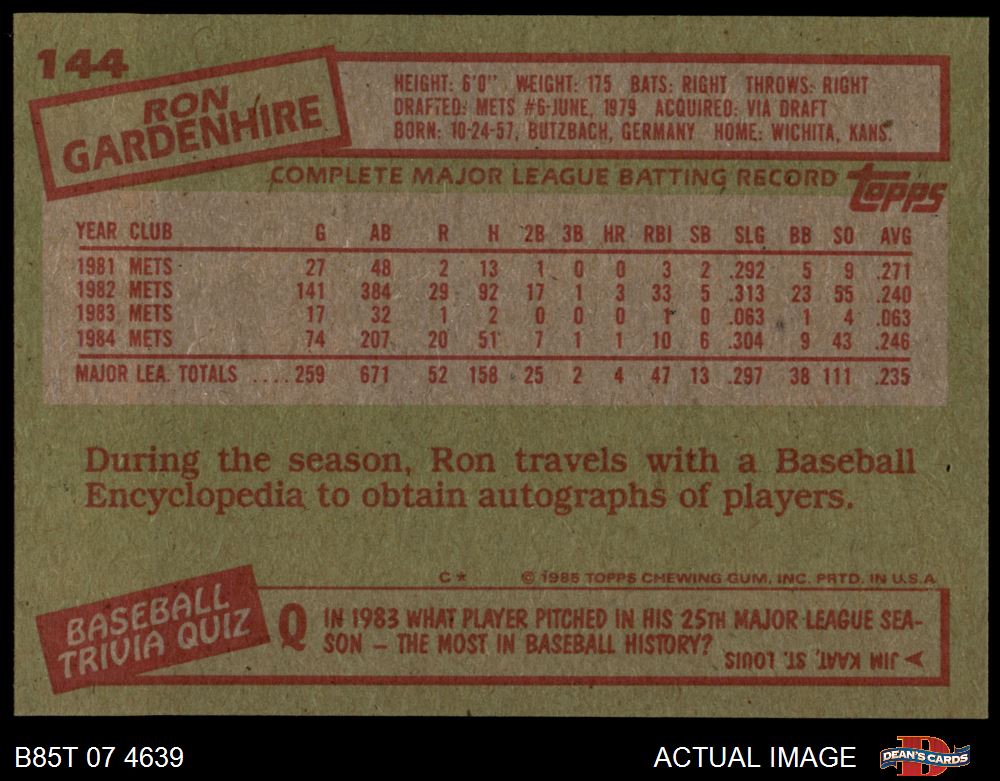 144
RON
GARDENHIRE
HEIGHT: 6'0" WEIGHT: 175 BATS: RIGHT THROWS: RIGHT
DRAFTED: METS #6-JUNE, 1979 ACQUIRED: VIA DRAFT
BORN: 10-24-57, BUTZBACH, GERMANY HOME: WICHITA, KANS.
COMPLETE MAJOR LEAGUE BATTING RECORD
topps
YEAR CLUB G AB R H 2B 3B HR RBI SB SLG BB SO AVG
1981 METS 27 48 2 13 1 0 0 3 2 .292 5 9 .271
1982 METS 141 384 29 92 17 1 3 33 5 .313 23 55 .240
1983 METS 17 32 1 2 0 0 0 1 0 .063 1 4 .063
1984 METS 74 207 20 51 7 1 1 10 6 .304 9 43 .246
MAJOR LEA. TOTALS .... 259 671 52 158 25 2 4 47 13 .297 38 111 .235
During the season, Ron travels with a Baseball
Encyclopedia to obtain autographs of players.
C* © 1985 TOPPS CHEWING GUM, INC. PRTD. IN U.S.A.
BASEBALL
TRIVIA QUIZ
Q IN 1983 WHAT PLAYER PITCHED IN HIS 25TH MAJOR LEAGUE SEA-
SON – THE MOST IN BASEBALL HISTORY?
JIM KAAT, ST. LOUIS
B85T 07 4639
ACTUAL IMAGE
D
DEAN'S CARDS